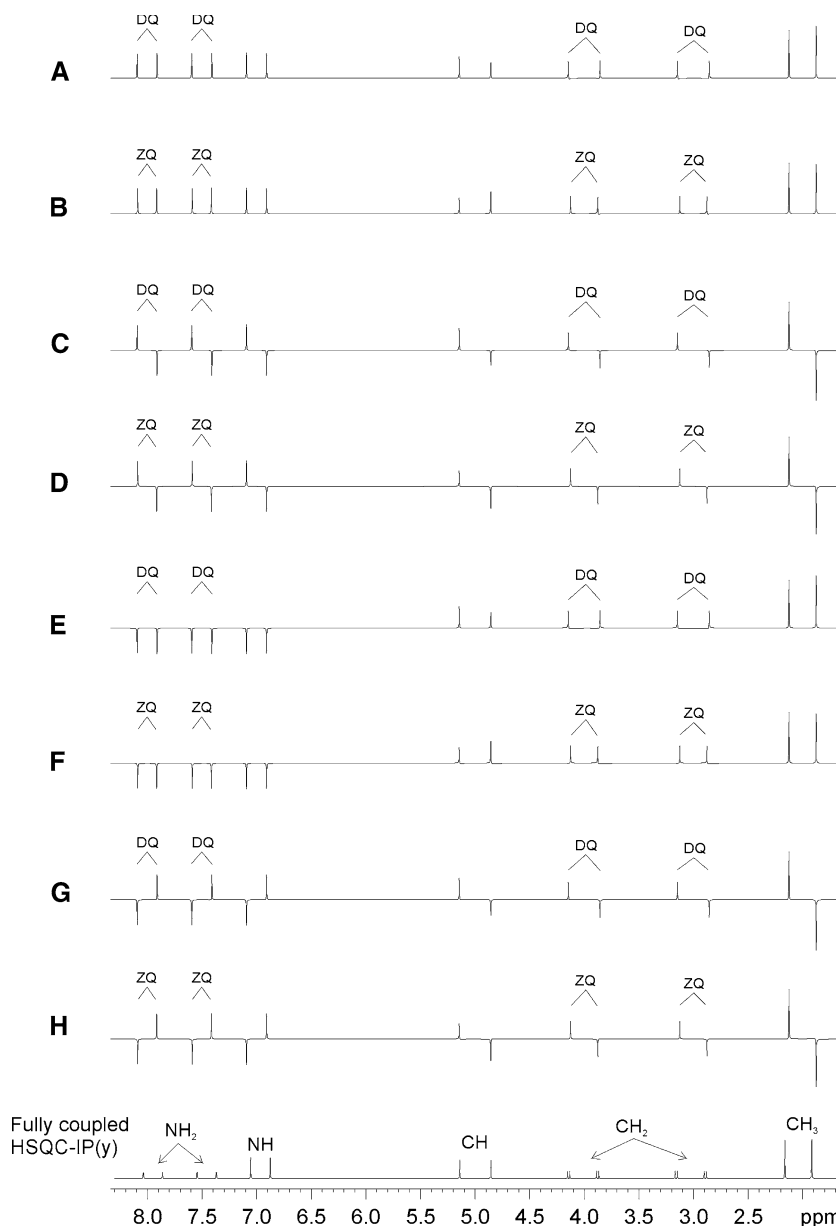 DQ DQ DQ DQ
A
ZQ ZQ ZQ ZQ
B
DQ DQ DQ DQ
C
ZQ ZQ ZQ ZQ
D
DQ DQ DQ DQ
E
ZQ ZQ ZQ ZQ
F
DQ DQ DQ DQ
G
ZQ ZQ ZQ ZQ
H
Fully coupled
HSQC-IP(y)
NH2 NH CH CH2 CH3
8.0 7.5 7.0 6.5 6.0 5.5 5.0 4.5 4.0 3.5 3.0 2.5 ppm